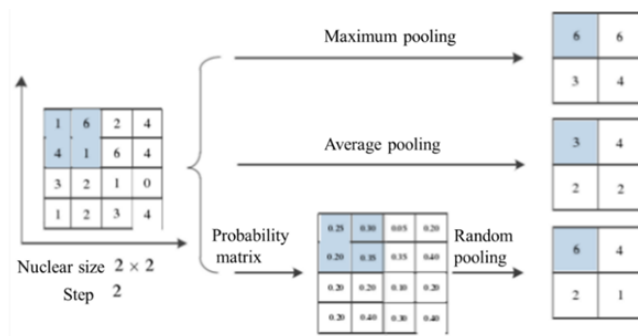 Maximum pooling
6 6
3 4
1 6 2 4
4 1 6 4
3 2 1 0
1 2 3 4
Average pooling
3 4
2 2
Nuclear size 2 × 2
Step 2
Probability
matrix
0.25 0.30 0.05 0.20
0.20 0.35 0.40
0.20 0.20 0.10 0.20
0.20 0.40 0.30 0.40
Random
pooling
6 4
2 1